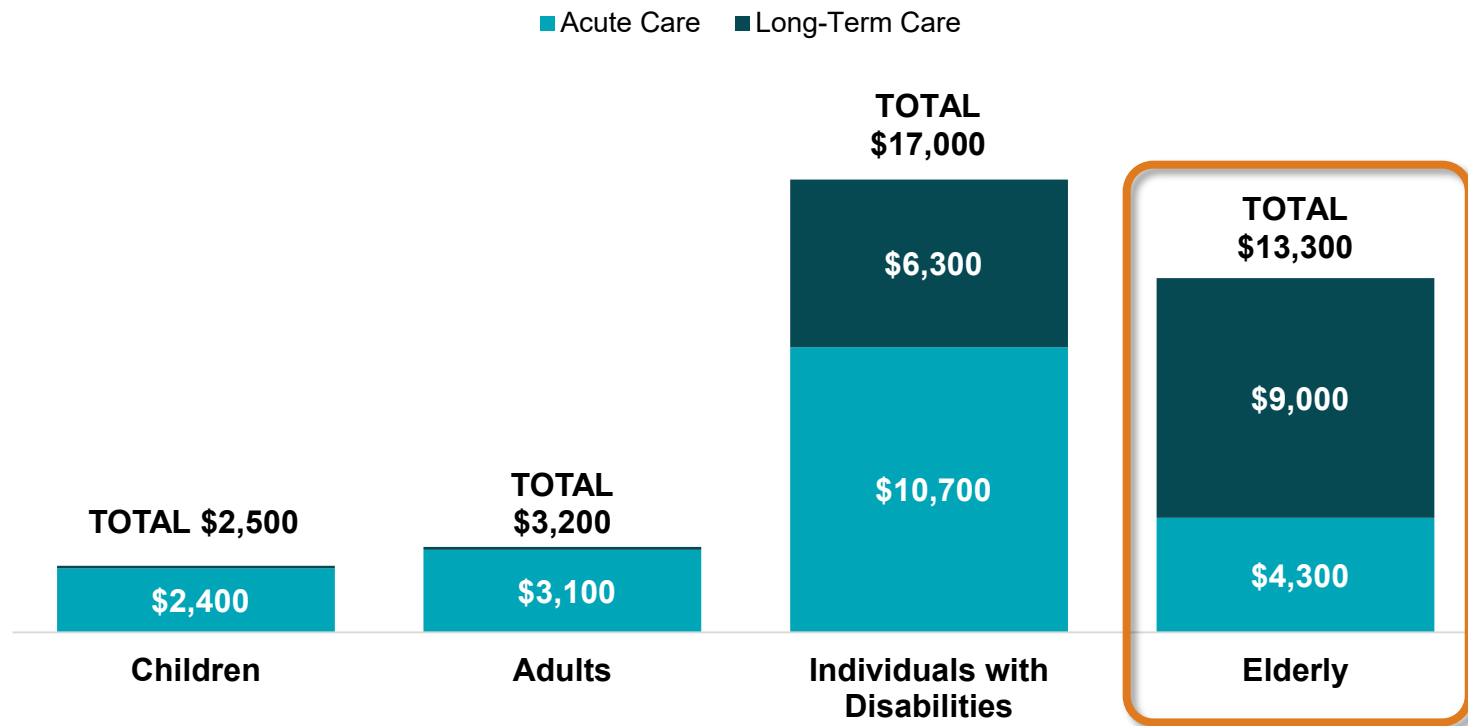 Acute Care Long-Term Care
TOTAL
$17,000
TOTAL
$13,300
$6,300
$9,000
TOTAL
$3,200
$10,700
TOTAL $2,500
$4,300
$3,100
$2,400
Children
Adults
Individuals with
Disabilities
Elderly